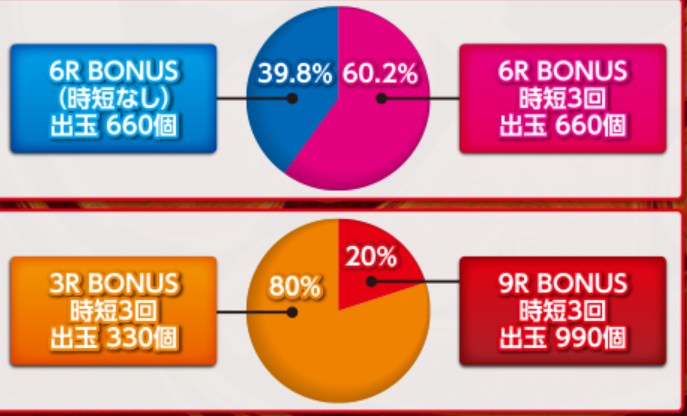 6R BONUS
(時短なし)
出玉 660個
39.8%
60.2%
6R BONUS
時短3回
出玉 660個
3R BONUS
時短3回
出玉 330個
80%
20%
9R BONUS
時短3回
出玉 990個